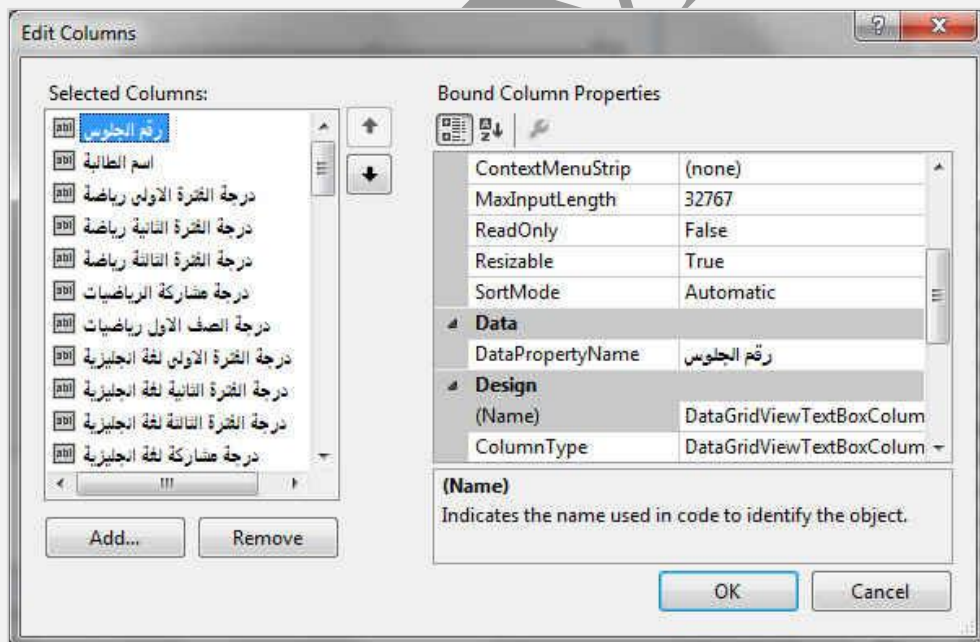 Edit Columns
Selected Columns:
رقم الجلوس
اسم الطالبة
درجة الفترة الاولى رياضة
درجة الفترة الثانية رياضة
درجة الفترة الثالثة رياضة
درجة مشاركة الرياضيات
درجة الصف الاول رياضيات
درجة الفترة الاولى لغة انجليزية
درجة الفترة الثانية لغة انجليزية
درجة الفترة الثالثة لغة انجليزية
درجة مشاركة لغة انجليزية
Add...
Remove
Bound Column Properties
ContextMenuStrip (none)
MaxInputLength 32767
ReadOnly False
Resizable True
SortMode Automatic
Data
DataPropertyName رقم الجلوس
Design
(Name) DataGridViewTextBoxColum
ColumnType DataGridViewTextBoxColum
(Name)
Indicates the name used in code to identify the object.
OK
Cancel